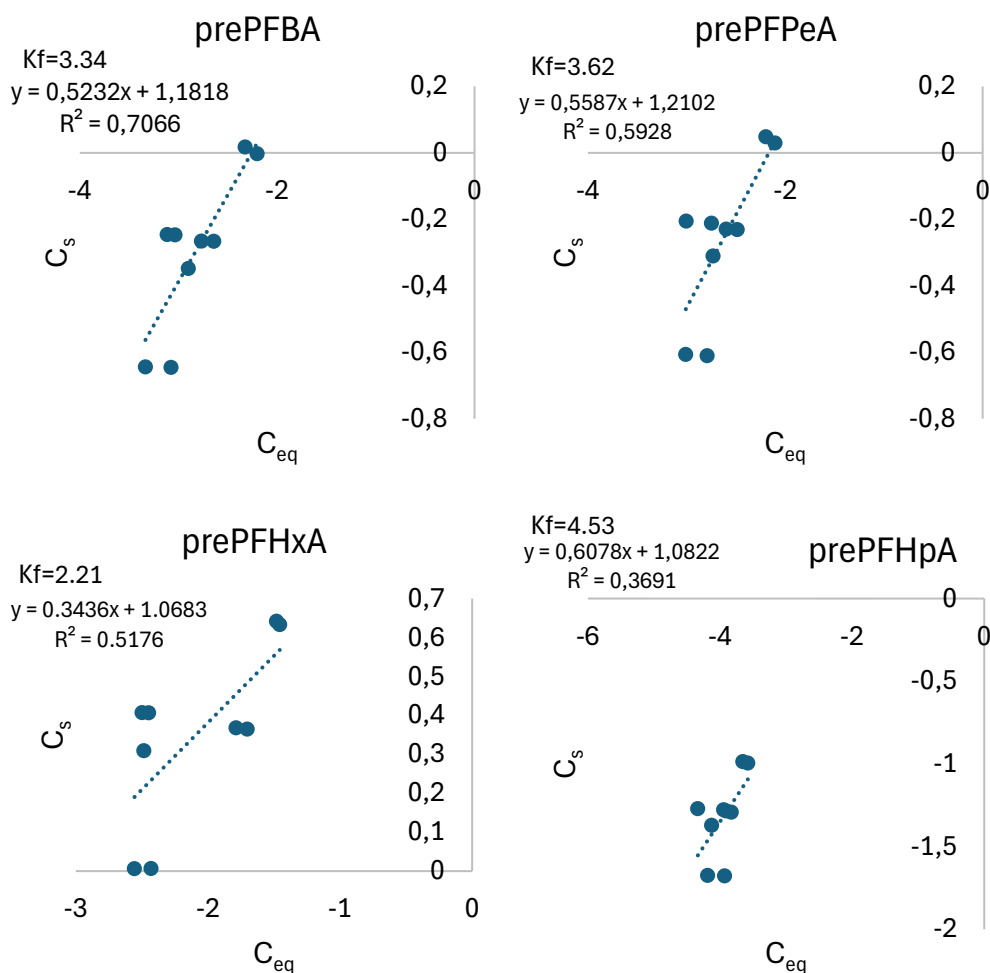 prePFBA
Kf=3.34
y = 0,5232x + 1,1818
R² = 0,7066
0,2
0
-4
-2
0
-0,2
-0,4
-0,6
-0,8
Cs
Ceq
prePFPeA
Kf=3.62
y = 0,5587x + 1,2102
R² = 0,5928
0,2
0
-4
-2
0
-0,2
-0,4
-0,6
-0,8
Cs
Ceq
prePFHxA
Kf=2.21
y = 0.3436x + 1.0683
R² = 0.5176
0,7
0,6
0,5
0,4
0,3
0,2
0,1
0
-3
-2
-1
0
Cs
Ceq
Kf=4.53
prePFHpA
y = 0,6078x + 1,0822
R² = 0,3691
0
-6
-4
-2
0
-0,5
-1
-1,5
-2
Cs
Ceq